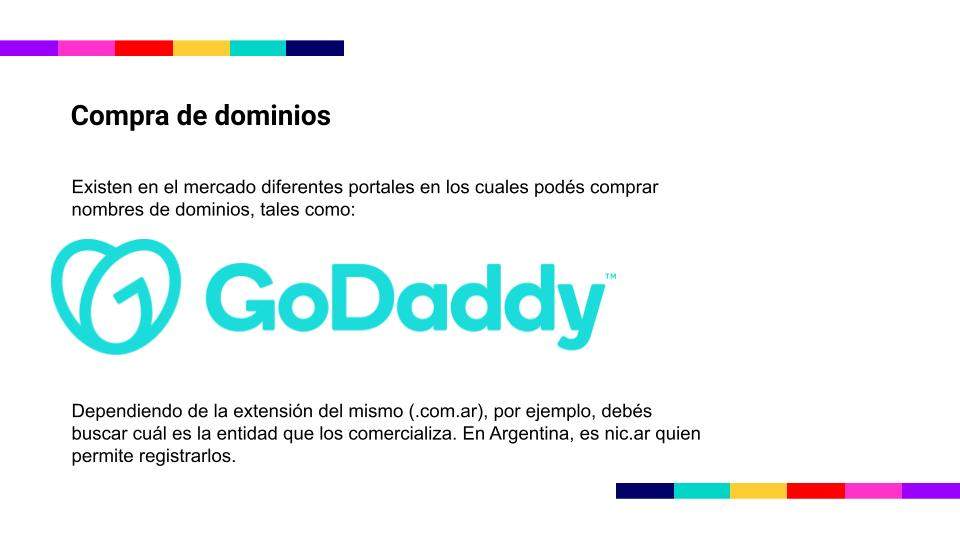 Compra de dominios
Existen en el mercado diferentes portales en los cuales podés comprar
nombres de dominios, tales como:
GoDaddy™
Dependiendo de la extensión del mismo (.com.ar), por ejemplo, debés
buscar cuál es la entidad que los comercializa. En Argentina, es nic.ar quien
permite registrarlos.